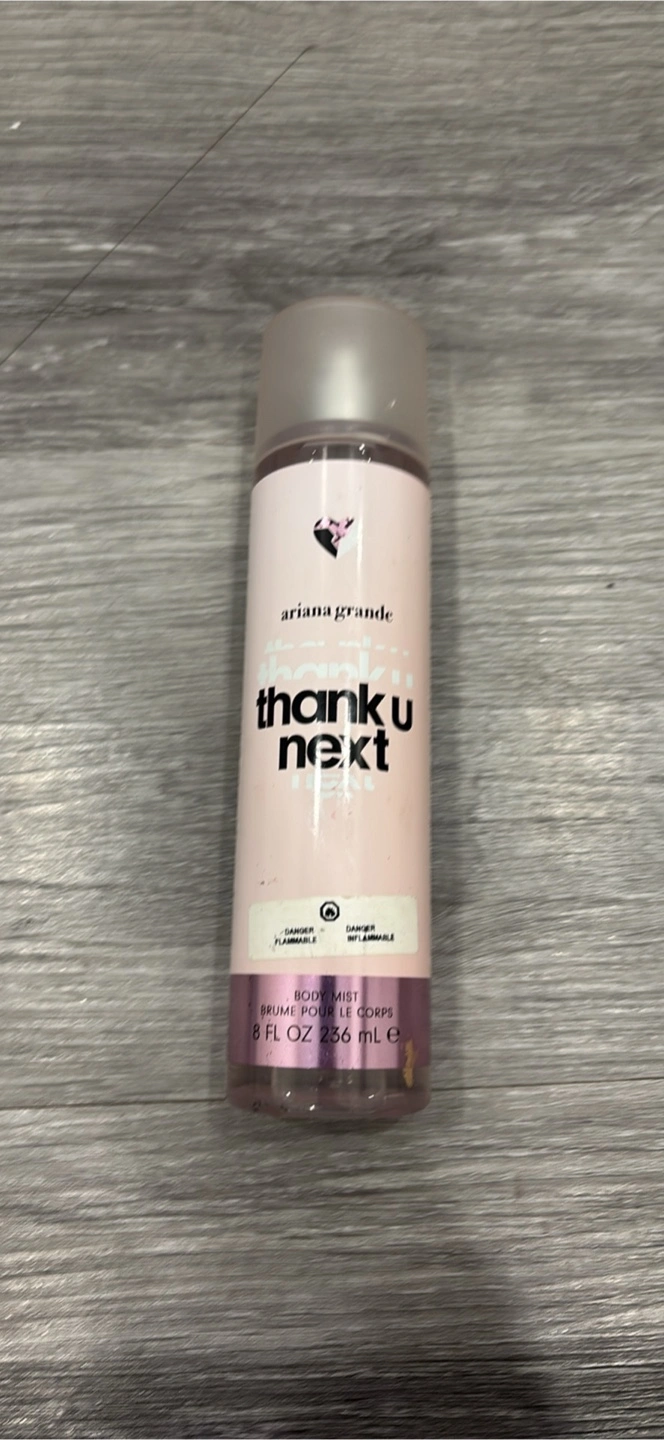 ariana grande
thank u
thank u
next
DANGER DANGER
FLAMMABLE INFLAMMABLE
BODY MIST
BRUME POUR LE CORPS
8 FL OZ 236 mL e